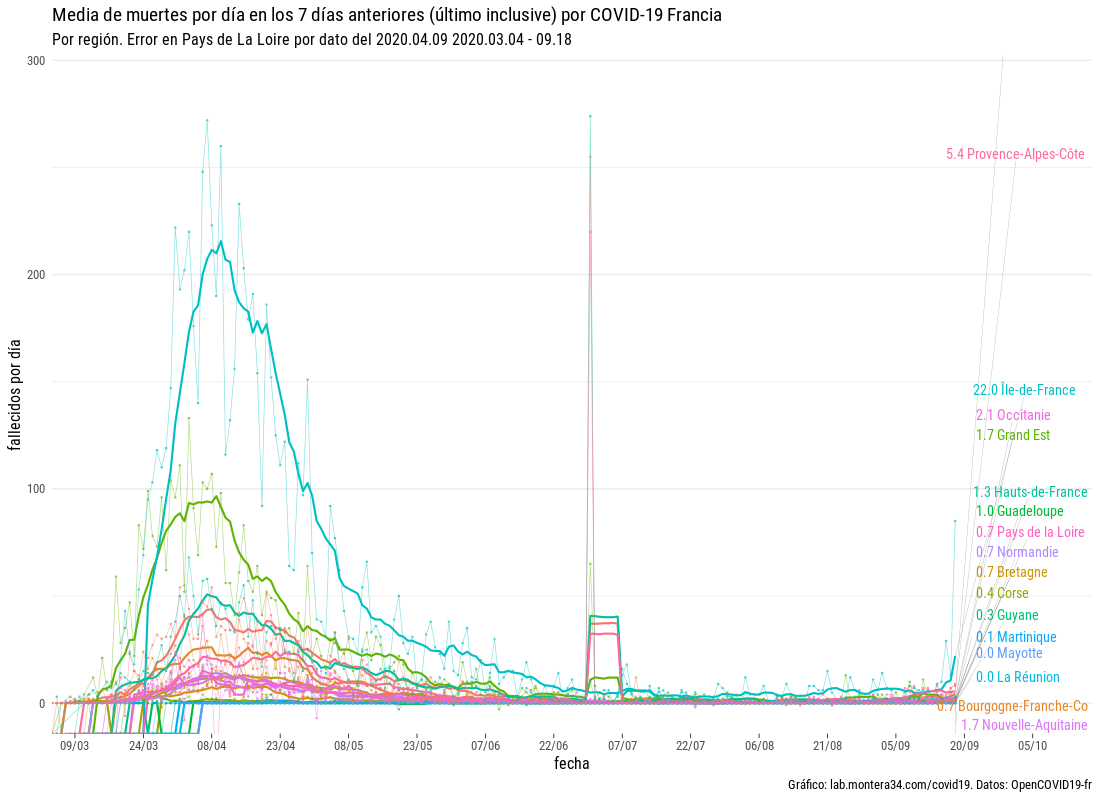 Media de muertes por día en los 7 días anteriores (último inclusive) por COVID-19 Francia
Por región. Error en Pays de La Loire por dato del 2020.04.09 2020.03.04 - 09.18
300
200
100
0
fallecidos por día
5.4 Provence-Alpes-Côte
22.0 Île-de-France
2.1 Occitanie
1.7 Grand Est
1.3 Hauts-de-France
1.0 Guadeloupe
0.7 Pays de la Loire
0.7 Normandie
0.7 Bretagne
0.4 Corse
0.3 Guyane
0.1 Martinique
0.0 Mayotte
0.0 La Réunion
0.7 Bourgogne-Franche-Co
1.7 Nouvelle-Aquitaine
09/03 24/03 08/04 23/04 08/05 23/05 07/06 22/06 07/07 22/07 06/08 21/08 05/09 20/09 05/10
fecha
Gráfico: lab.montera34.com/covid19. Datos: OpenCOVID19-fr